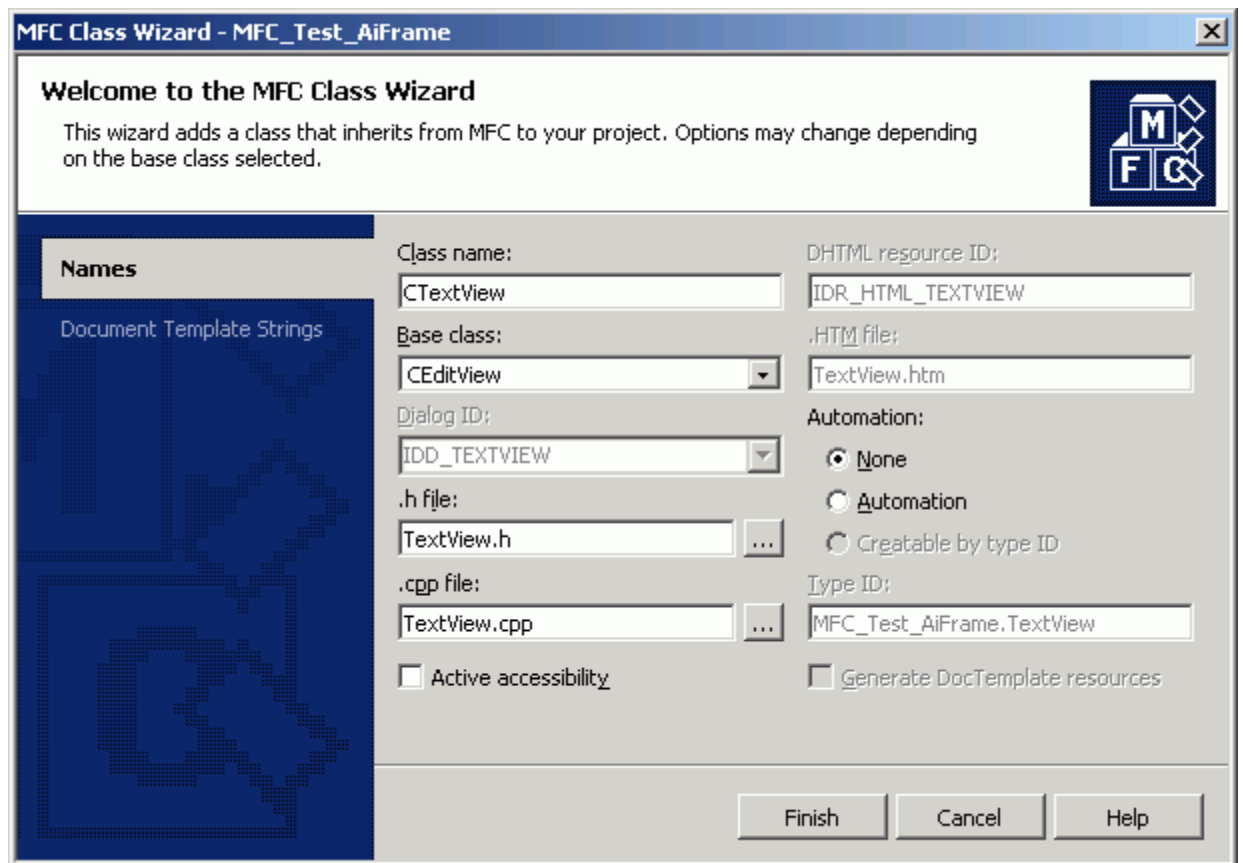 MFC Class Wizard - MFC_Test_AiFrame
Welcome to the MFC Class Wizard
This wizard adds a class that inherits from MFC to your project. Options may change depending
on the base class selected.
M
F C
Names
Document Template Strings
Class name:
CTextView
Base class:
CEditView
Dialog ID:
IDD_TEXTVIEW
.h file:
TextView.h
...
.cpp file:
TextView.cpp
...
Active accessibility
DHTML resource ID:
IDR_HTML_TEXTVIEW
.HTM file:
TextView.htm
Automation:
None
Automation
Creatable by type ID
Type ID:
MFC_Test_AiFrame.TextView
Generate DocTemplate resources
Finish
Cancel
Help